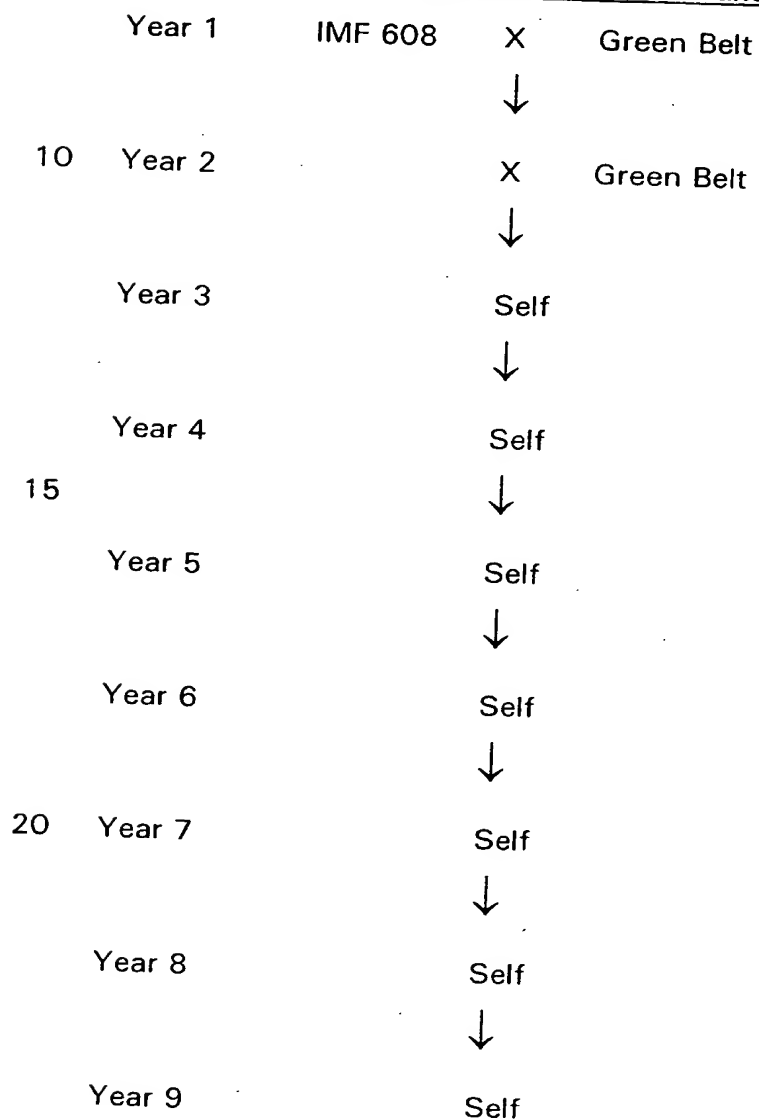 Year 1 IMF 608 X Green Belt
↓
10 Year 2 X Green Belt
↓
Year 3 Self
↓
Year 4 Self
15 ↓
Year 5 Self
↓
Year 6 Self
↓
20 Year 7 Self
↓
Year 8 Self
↓
Year 9 Self